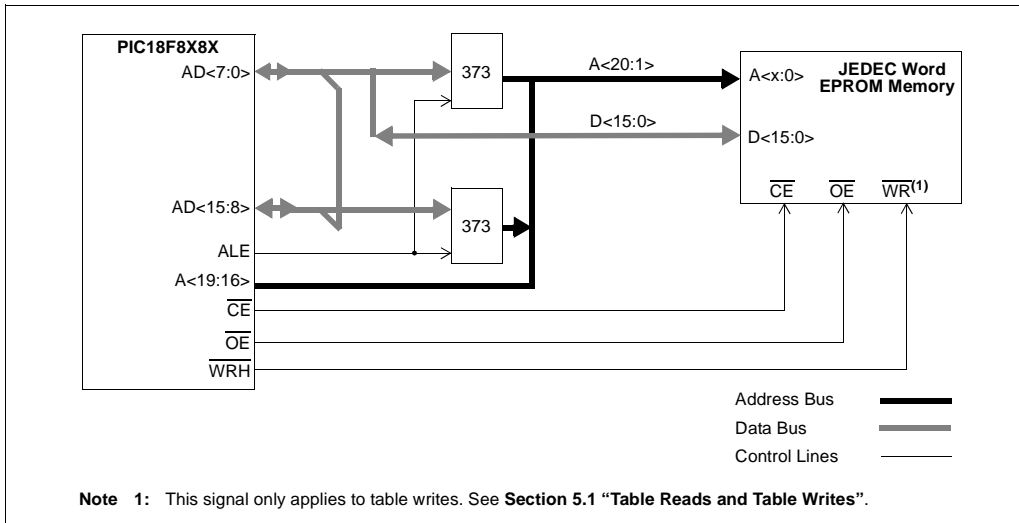 PIC18F8X8X
AD<7:0>
373
A<20:1>
A<x:0>
JEDEC Word
EPROM Memory
D<15:0>
D<15:0>
CE
OE
WR(1)
AD<15:8>
373
ALE
A<19:16>
CE
OE
WRH
Address Bus
Data Bus
Control Lines
Note 1: This signal only applies to table writes. See Section 5.1 “Table Reads and Table Writes”.